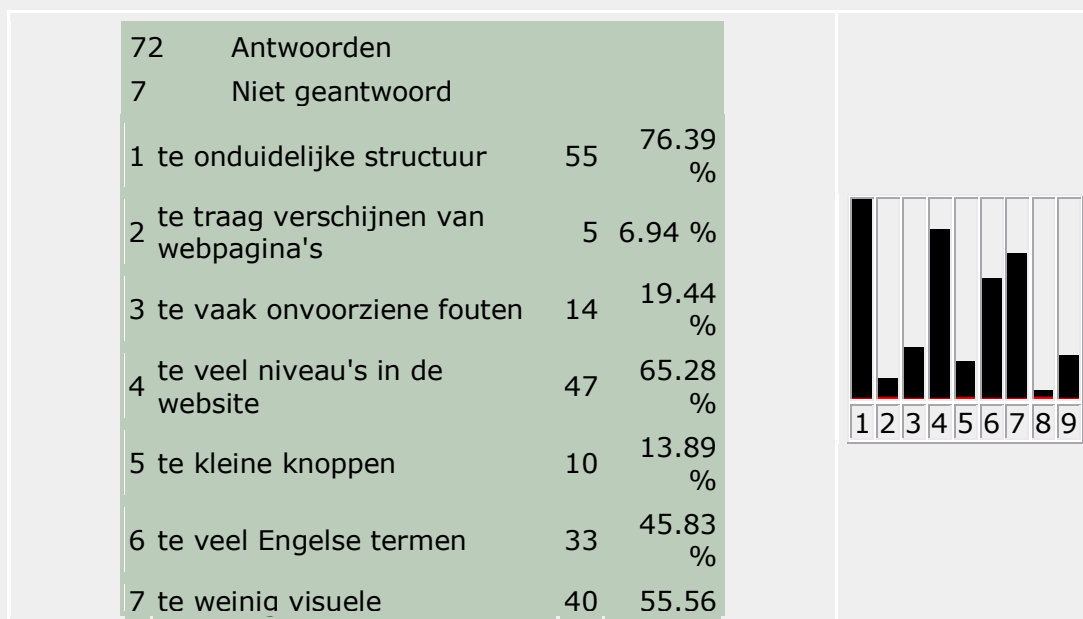 72 Antwoorden
7 Niet geantwoord
1 te onduidelijke structuur 55 76.39
%
2 te traag verschijnen van
webpagina's 5 6.94 %
3 te vaak onvoorziene fouten 14 19.44
%
4 te veel niveau's in de
website 47 65.28
%
5 te kleine knoppen 10 13.89
%
6 te veel Engelse termen 33 45.83
%
7 te weinig visuele 40 55.56
1 2 3 4 5 6 7 8 9